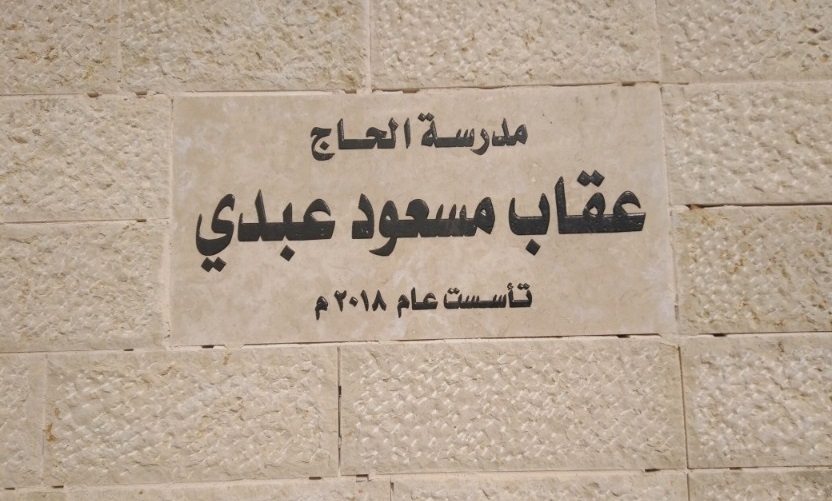 مدرسة الحاج
عقاب مسعود عبدي
تأسست عام ٢٠١٨ م